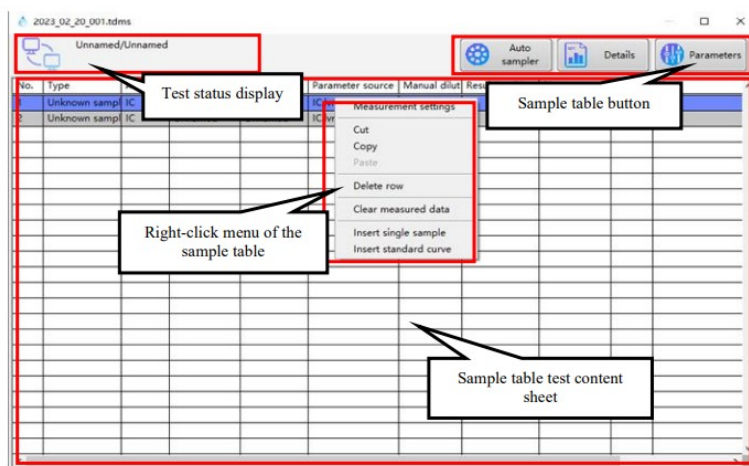 2023_02_20_001.tdms
Unnamed/Unnamed
Auto
sampler
Details
Parameters
Test status display
Sample table button
No. Type Parameter source Manual dilut
1 Unknown sampl IC
2 Unknown sampl IC
Measurement settings
Cut
Copy
Paste
Delete row
Clear measured data
Insert single sample
Insert standard curve
Right-click menu of the
sample table
Sample table test content
sheet